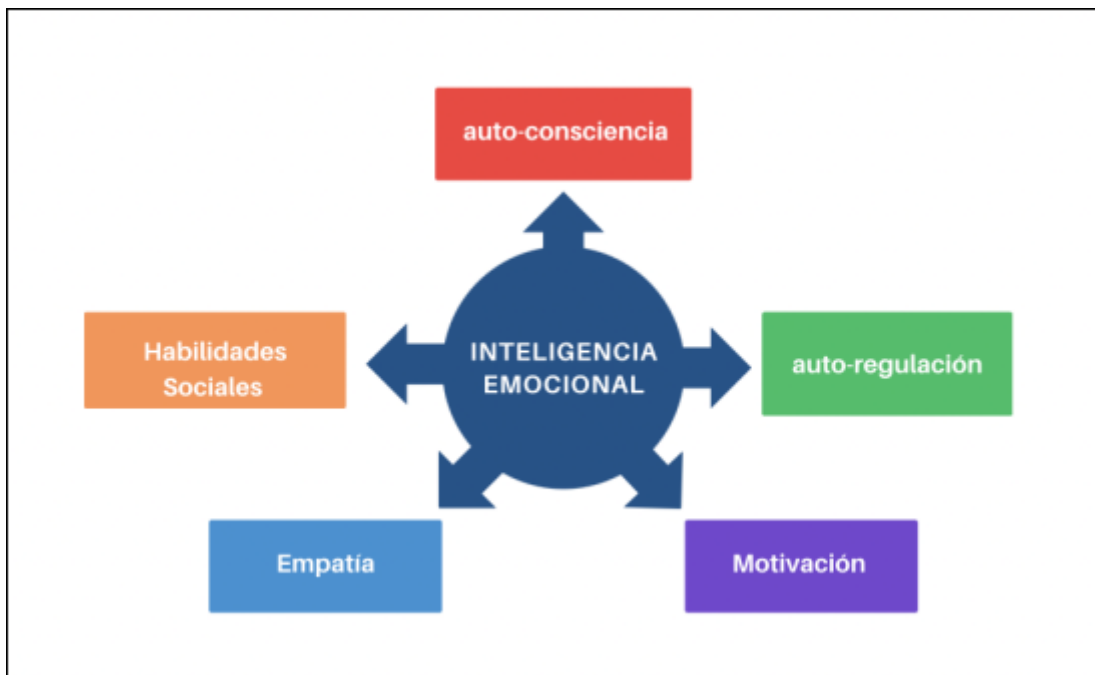 auto-consciencia
Habilidades
Sociales
INTELIGENCIA
EMOCIONAL
auto-regulación
Empatía
Motivación